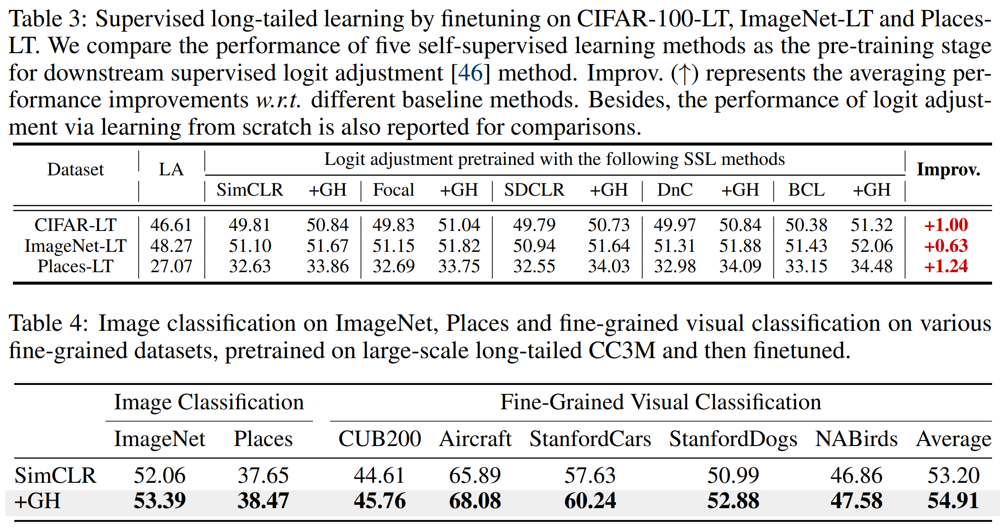 Table 3: Supervised long-tailed learning by finetuning on CIFAR-100-LT, ImageNet-LT and Places-
LT. We compare the performance of five self-supervised learning methods as the pre-training stage
for downstream supervised logit adjustment [46] method. Improv. (↑) represents the averaging per-
formance improvements w.r.t. different baseline methods. Besides, the performance of logit adjust-
ment via learning from scratch is also reported for comparisons.
Dataset LA Logit adjustment pretrained with the following SSL methods Improv.
SimCLR +GH Focal +GH SDCLR +GH DnC +GH BCL +GH
CIFAR-LT 46.61 49.81 50.84 49.83 51.04 49.79 50.73 49.97 50.84 50.38 51.32 +1.00
ImageNet-LT 48.27 51.10 51.67 51.15 51.82 50.94 51.64 51.31 51.88 51.43 52.06 +0.63
Places-LT 27.07 32.63 33.86 32.69 33.75 32.55 34.03 32.98 34.09 33.15 34.48 +1.24
Table 4: Image classification on ImageNet, Places and fine-grained visual classification on various
fine-grained datasets, pretrained on large-scale long-tailed CC3M and then finetuned.
Image Classification Fine-Grained Visual Classification
ImageNet Places CUB200 Aircraft StanfordCars StanfordDogs NABirds Average
SimCLR 52.06 37.65 44.61 65.89 57.63 50.99 46.86 53.20
+GH 53.39 38.47 45.76 68.08 60.24 52.88 47.58 54.91